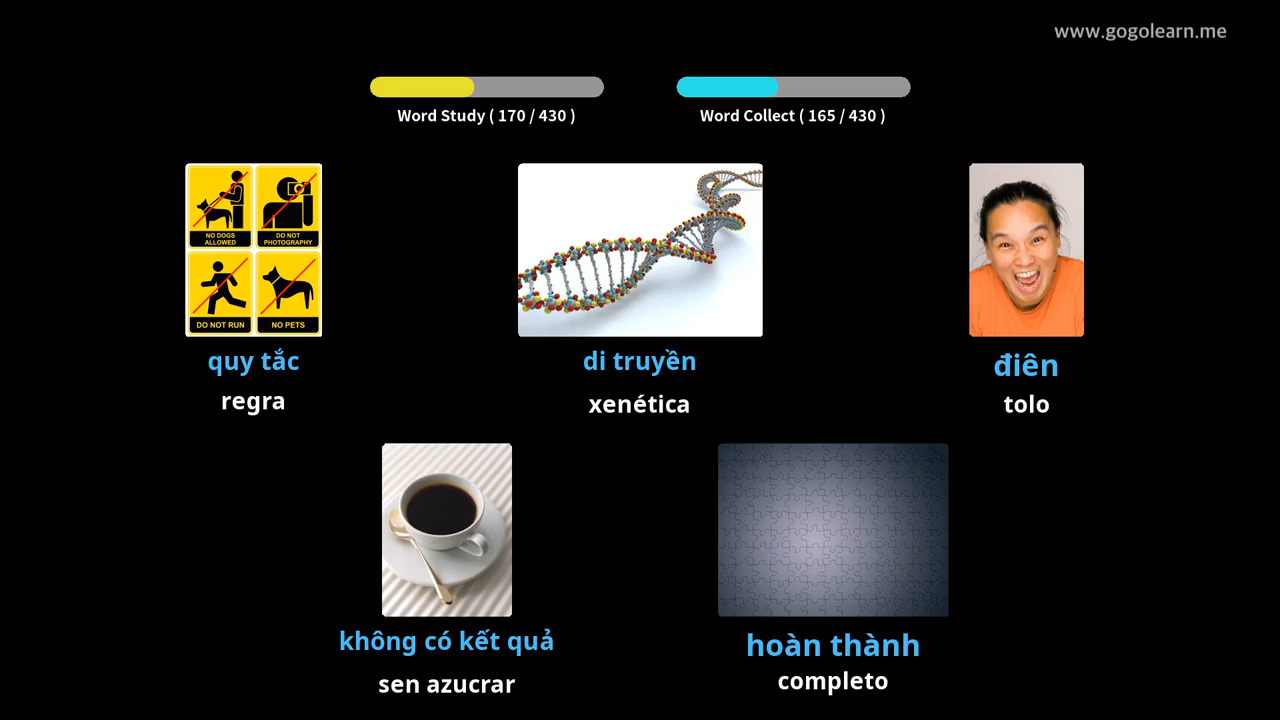 www.gogolearn.me
Word Study ( 170 / 430 )
Word Collect ( 165 / 430 )
NO DOGS
ALLOWED
DO NOT
PHOTOGRAPHY
DO NOT RUN
NO PETS
quy tắc
regra
di truyền
xenética
điên
tolo
không có kết quả
sen azucrar
hoàn thành
completo